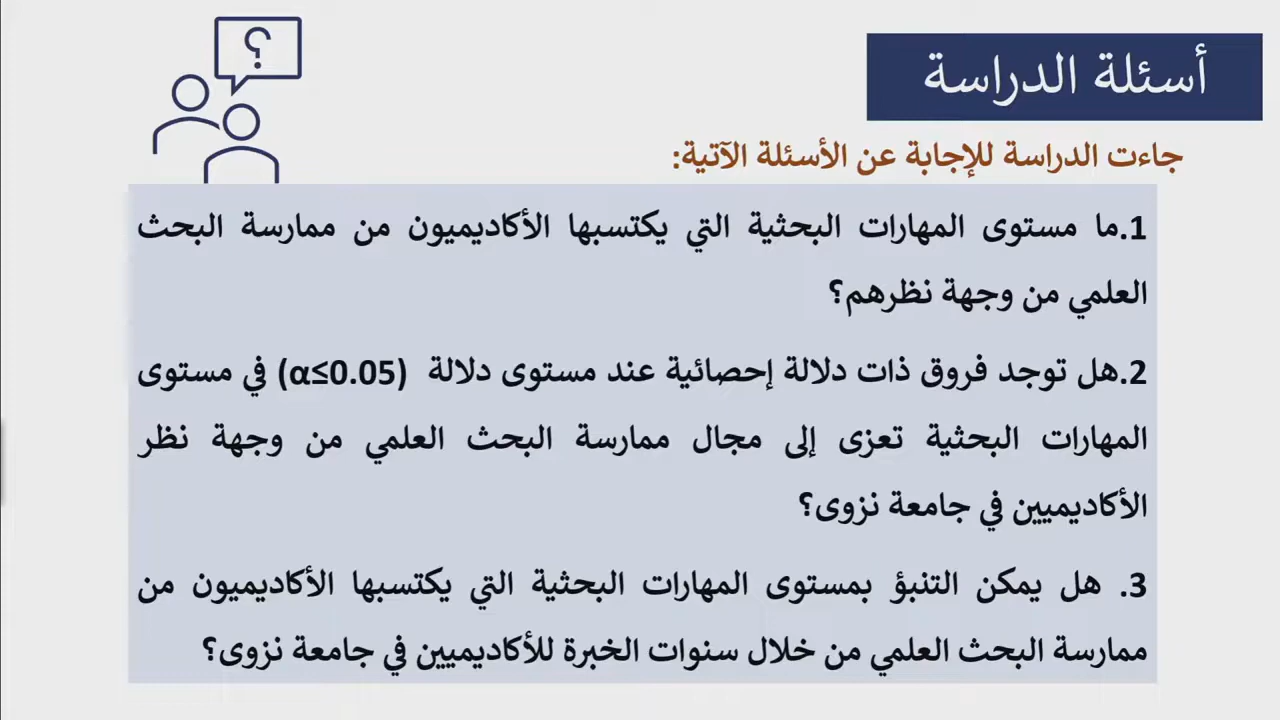 ؟
أسئلة الدراسة
جاءت الدراسة للإجابة عن الأسئلة الآتية:
1.ما مستوى المهارات البحثية التي يكتسبها الأكاديميون من ممارسة البحث
العلمي من وجهة نظرهم؟
2.هل توجد فروق ذات دلالة إحصائية عند مستوى دلالة (α≤0.05) في مستوى
المهارات البحثية تعزى إلى مجال ممارسة البحث العلمي من وجهة نظر
الأكاديميين في جامعة نزوى؟
3. هل يمكن التنبؤ بمستوى المهارات البحثية التي يكتسبها الأكاديميون من
ممارسة البحث العلمي من خلال سنوات الخبرة للأكاديميين في جامعة نزوى؟